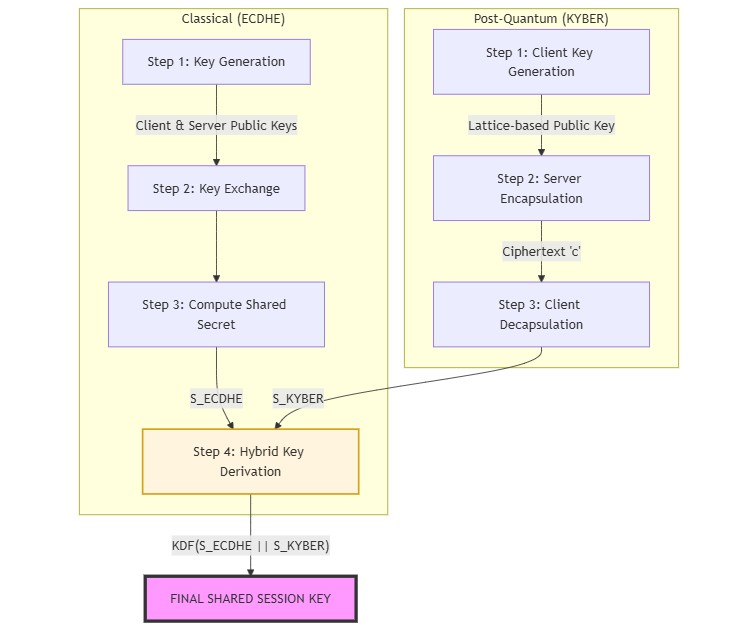 Classical (ECDHE)
Step 1: Key Generation
Client & Server Public Keys
Step 2: Key Exchange
Step 3: Compute Shared
Secret
S_ECDHE
Post-Quantum (KYBER)
Step 1: Client Key
Generation
Lattice-based Public Key
Step 2: Server
Encapsulation
Ciphertext 'c'
Step 3: Client
Decapsulation
S_KYBER
Step 4: Hybrid Key
Derivation
KDF(S_ECDHE || S_KYBER)
FINAL SHARED SESSION KEY